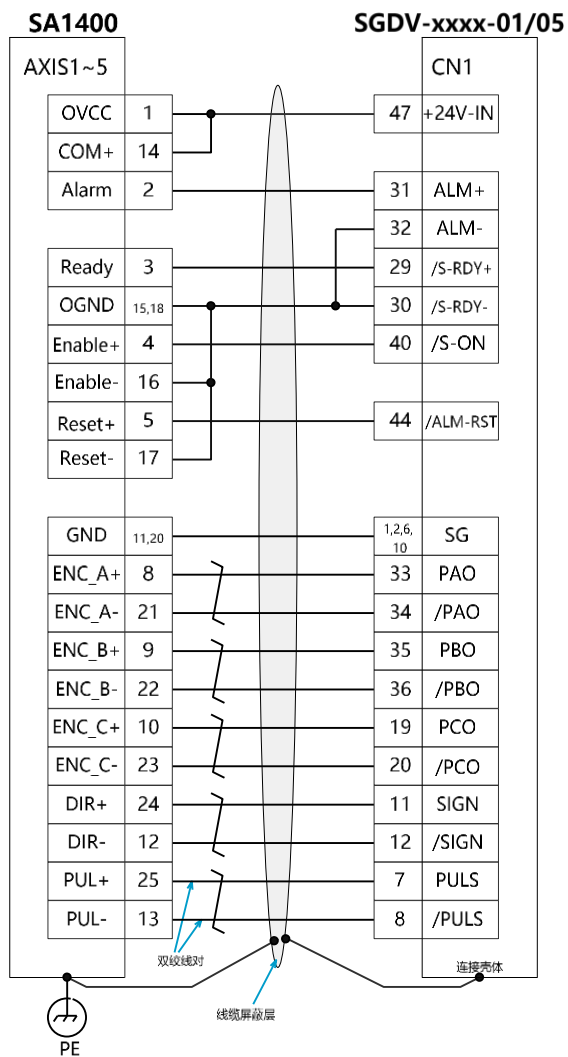 SA1400 SGDV-xxxx-01/05
AXIS1~5 CN1
OVCC 1 47 +24V-IN
COM+ 14
Alarm 2 31 ALM+
32 ALM-
Ready 3 29 /S-RDY+
OGND 15,18 30 /S-RDY-
Enable+ 4 40 /S-ON
Enable- 16
Reset+ 5 44 /ALM-RST
Reset- 17
GND 11,20 1,2,6,
10 SG
ENC_A+ 8 33 PAO
ENC_A- 21 34 /PAO
ENC_B+ 9 35 PBO
ENC_B- 22 36 /PBO
ENC_C+ 10 19 PCO
ENC_C- 23 20 /PCO
DIR+ 24 11 SIGN
DIR- 12 12 /SIGN
PUL+ 25 7 PULS
PUL- 13 8 /PULS
双绞线对 连接壳体
线缆屏蔽层
PE